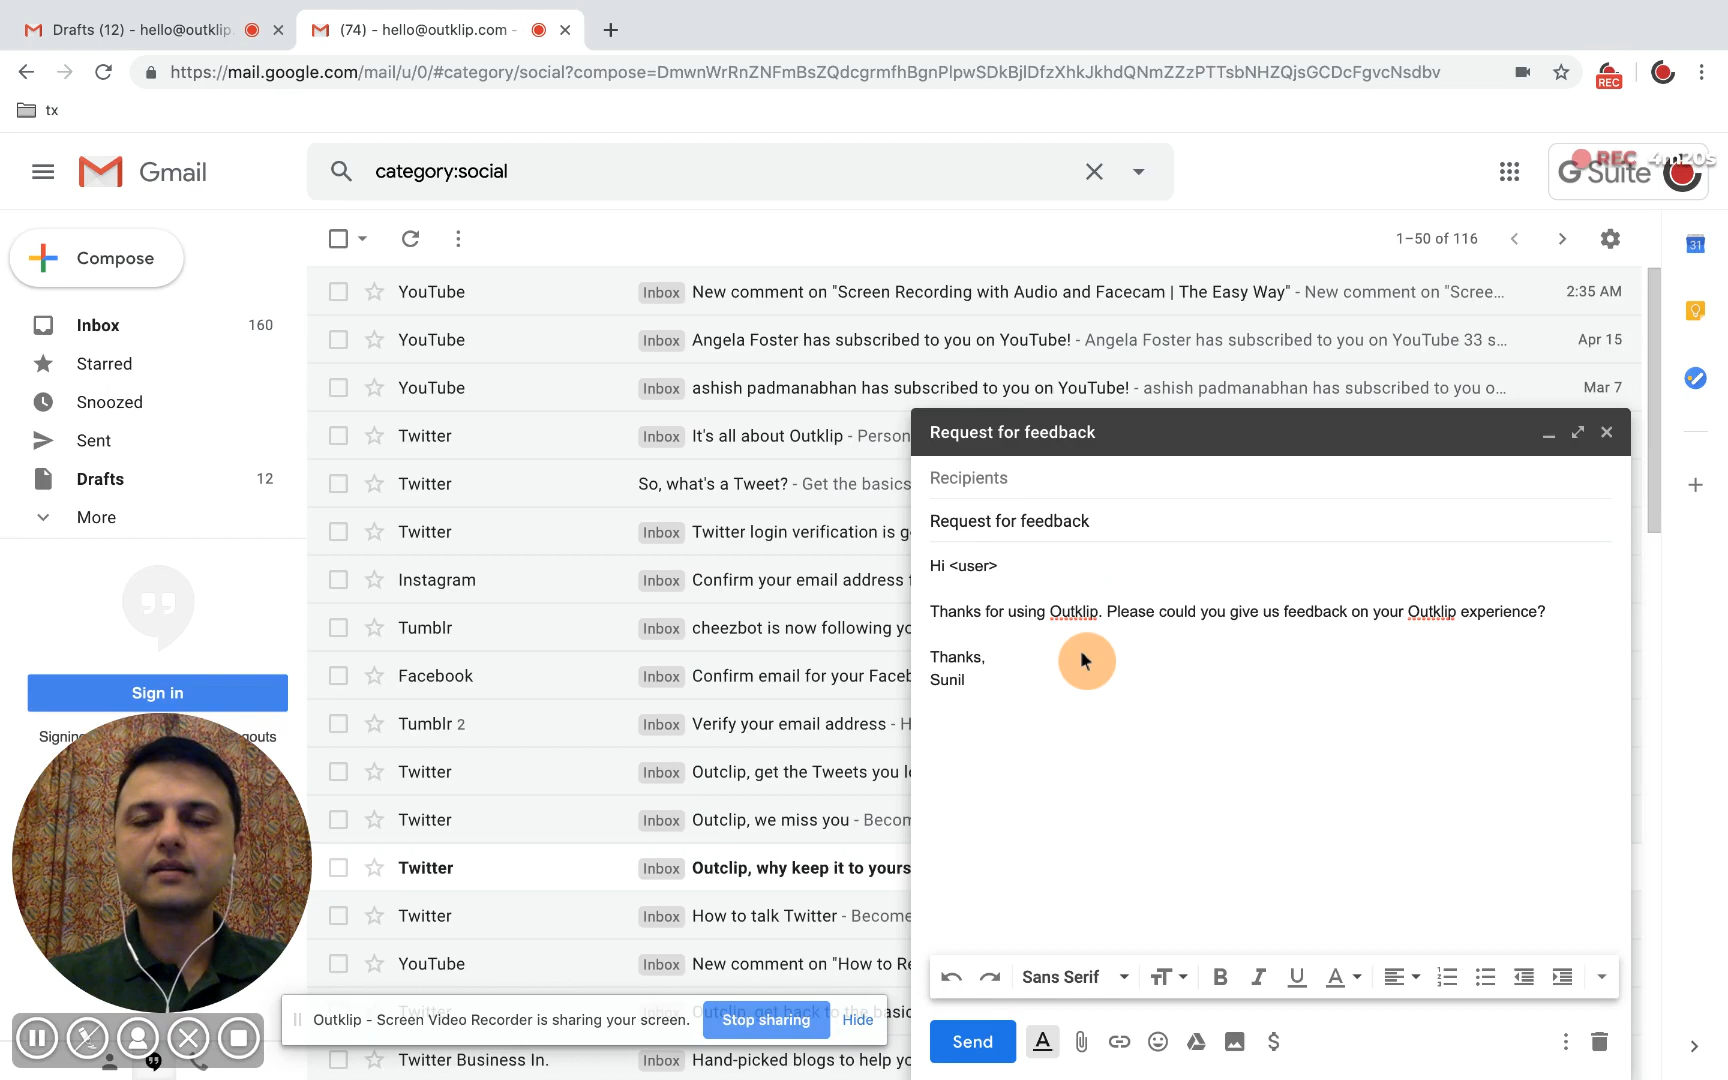 Drafts (12) - hello@outklip.
(74) - hello@outklip.com -
https://mail.google.com/mail/u/0/#category/social?compose=DmwnWrRnZNFmBsZQdcgrmfhBgnPlpwSDkBjlDfzXhkJkhdQNmZZzPTTsbNHZQjsGCDcFgvcNsdbv
REC
tx
Gmail
category:social
G Suite
REC 4m20s
Compose
1–50 of 116
31
Inbox 160
Starred
Snoozed
Sent
Drafts 12
More
Sign in
YouTube Inbox New comment on "Screen Recording with Audio and Facecam | The Easy Way" - New comment on "Scree... 2:35 AM
YouTube Inbox Angela Foster has subscribed to you on YouTube! - Angela Foster has subscribed to you on YouTube 33 s... Apr 15
YouTube Inbox ashish padmanabhan has subscribed to you on YouTube! - ashish padmanabhan has subscribed to you o... Mar 7
Twitter Inbox It's all about Outklip - Person
Twitter So, what's a Tweet? - Get the basics
Twitter Inbox Twitter login verification is g
Instagram Inbox Confirm your email address f
Tumblr Inbox cheezbot is now following yo
Facebook Inbox Confirm email for your Faceb
Tumblr 2 Inbox Verify your email address - H
Twitter Inbox Outclip, get the Tweets you l
Twitter Inbox Outclip, we miss you - Becom
Twitter Inbox Outclip, why keep it to yours
Twitter Inbox How to talk Twitter - Become
YouTube Inbox New comment on "How to Re
Twitter Inbox Outclip, get back to the basic
Twitter Business In. Inbox Hand-picked blogs to help yo
Request for feedback
Recipients
Request for feedback
Hi <user>
Thanks for using Outklip. Please could you give us feedback on your Outklip experience?
Thanks,
Sunil
Sans Serif
Send
Outklip - Screen Video Recorder is sharing your screen. Stop sharing Hide